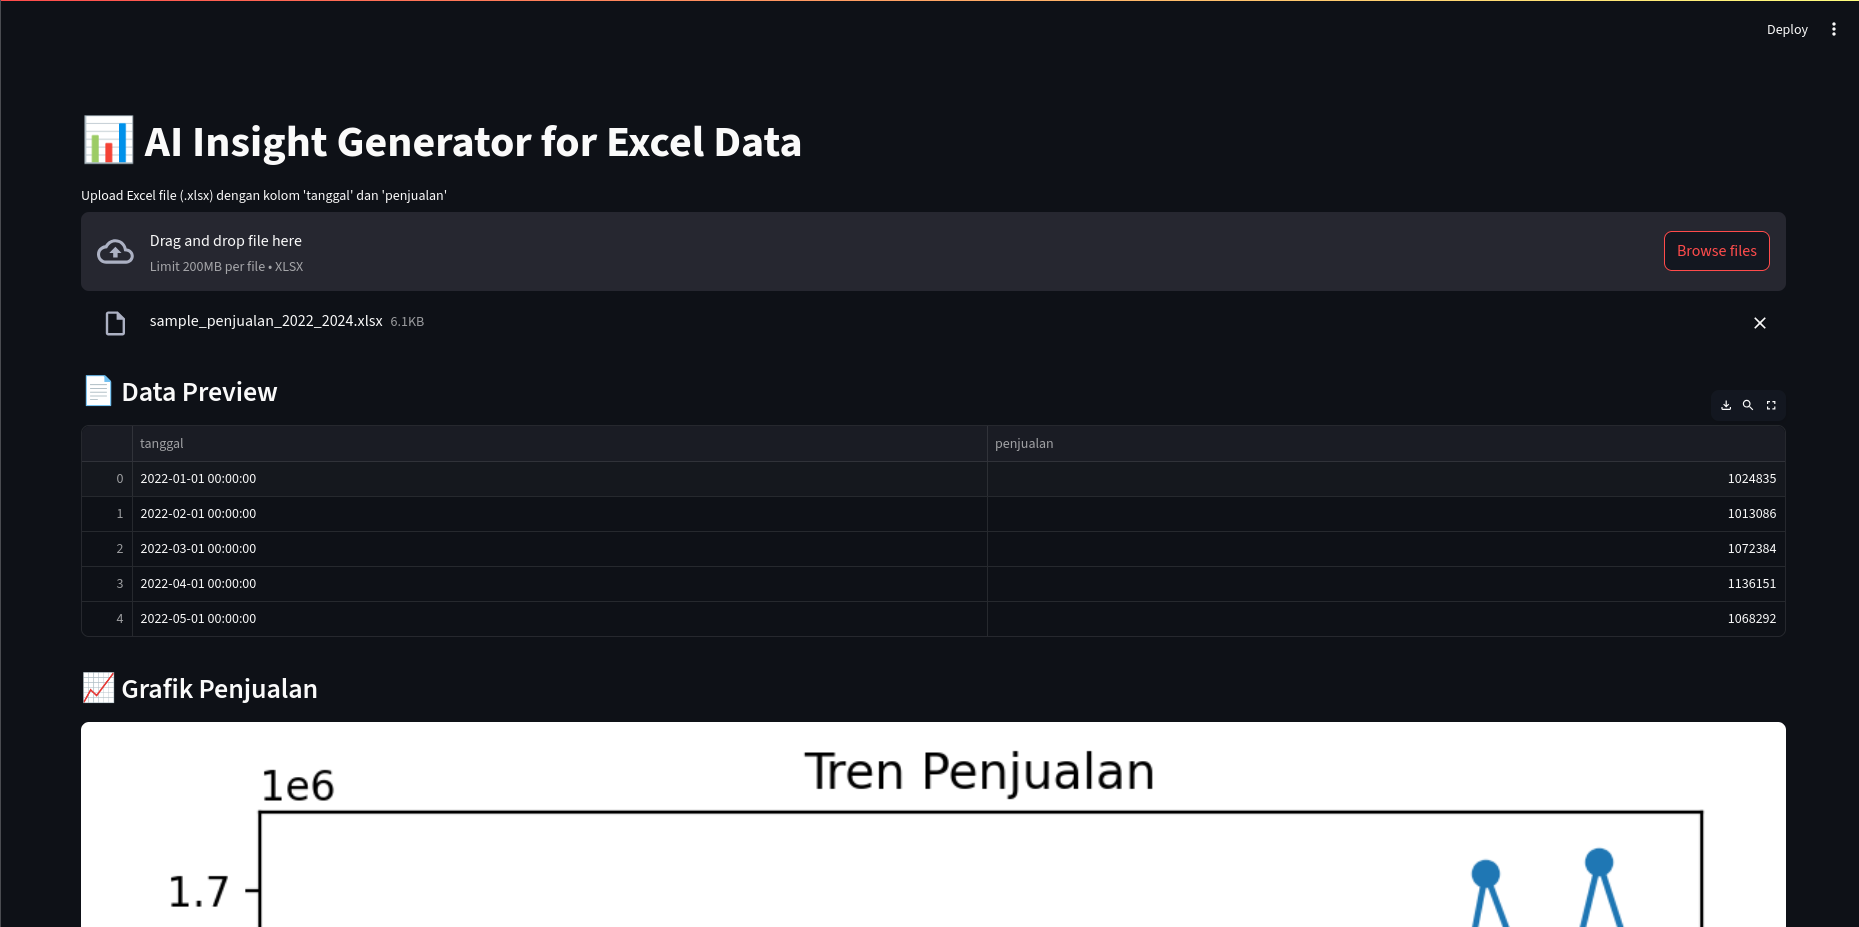 Deploy
AI Insight Generator for Excel Data
Upload Excel file (.xlsx) dengan kolom 'tanggal' dan 'penjualan'
Drag and drop file here
Limit 200MB per file • XLSX
Browse files
sample_penjualan_2022_2024.xlsx 6.1KB
Data Preview
tanggal penjualan
0 2022-01-01 00:00:00 1024835
1 2022-02-01 00:00:00 1013086
2 2022-03-01 00:00:00 1072384
3 2022-04-01 00:00:00 1136151
4 2022-05-01 00:00:00 1068292
Grafik Penjualan
Tren Penjualan
1e6
1.7